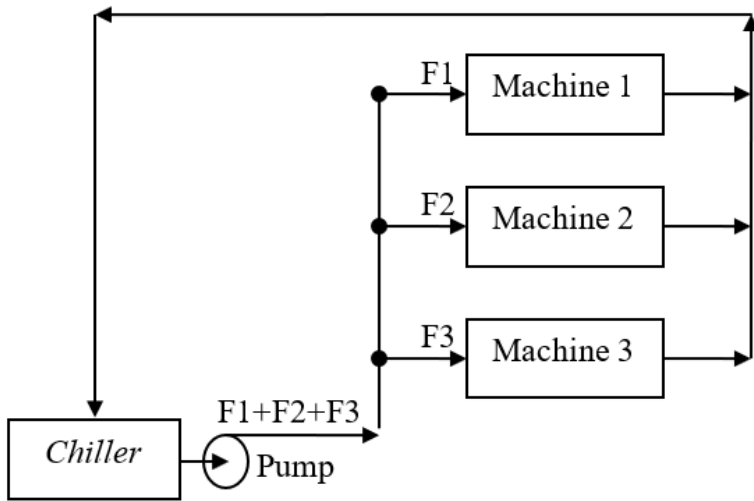 F1
Machine 1
F2
Machine 2
F3
Machine 3
F1+F2+F3
Chiller
Pump